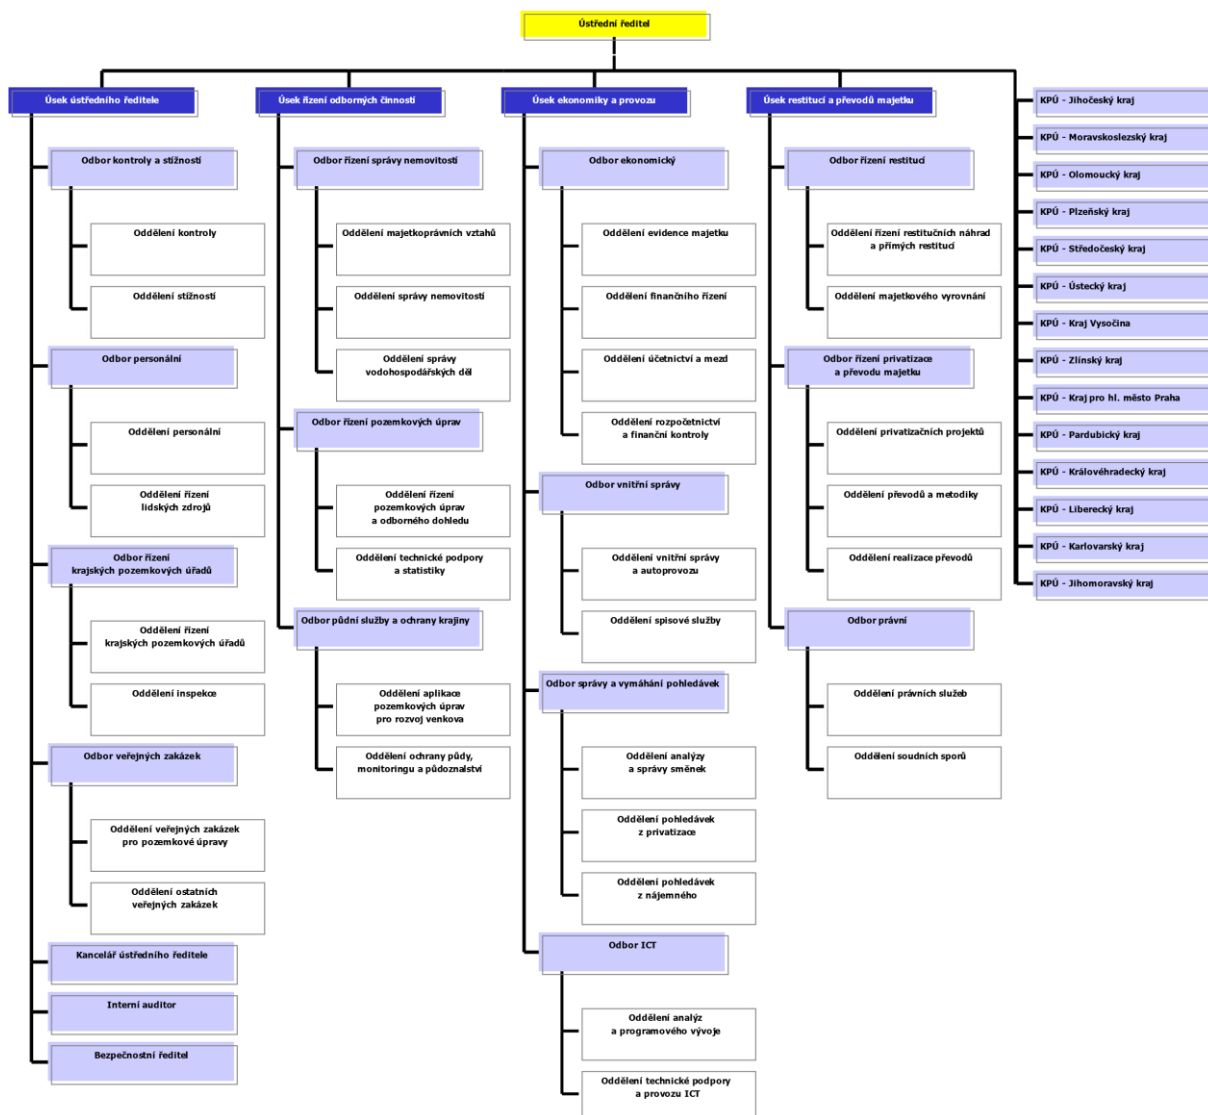 Ústřední ředitel
Úsek ústředního ředitele
Odbor kontroly a stížností
Oddělení kontroly
Oddělení stížností
Odbor personální
Oddělení personální
Oddělení řízení
lidských zdrojů
Odbor řízení
krajských pozemkových úřadů
Oddělení řízení
krajských pozemkových úřadů
Oddělení inspekce
Odbor veřejných zakázek
Oddělení veřejných zakázek
pro pozemkové úpravy
Oddělení ostatních
veřejných zakázek
Kancelář ústředního ředitele
Interní auditor
Bezpečnostní ředitel
Úsek řízení odborných činností
Odbor řízení správy nemovitostí
Oddělení majetkoprávních vztahů
Oddělení správy nemovitostí
Oddělení správy
vodohospodářských děl
Odbor řízení pozemkových úprav
Oddělení řízení
pozemkových úprav
a odborného dohledu
Oddělení technické podpory
a statistiky
Odbor půdní služby a ochrany krajiny
Oddělení aplikace
pozemkových úprav
pro rozvoj venkova
Oddělení ochrany půdy,
monitoringu a půdoznalství
Úsek ekonomiky a provozu
Odbor ekonomický
Oddělení evidence majetku
Oddělení finančního řízení
Oddělení účetnictví a mezd
Oddělení rozpočetnictví
a finanční kontroly
Odbor vnitřní správy
Oddělení vnitřní správy
a autoprovozu
Oddělení spisové služby
Odbor správy a vymáhání pohledávek
Oddělení analýzy
a správy směnek
Oddělení pohledávek
z privatizace
Oddělení pohledávek
z nájemného
Odbor ICT
Oddělení analýz
a programového vývoje
Oddělení technické podpory
a provozu ICT
Úsek restitucí a převodů majetku
Odbor řízení restitucí
Oddělení řízení restitučních náhrad
a přímých restitucí
Oddělení majetkového vyrovnání
Odbor řízení privatizace
a převodu majetku
Oddělení privatizačních projektů
Oddělení převodů a metodiky
Oddělení realizace převodů
Odbor právní
Oddělení právních služeb
Oddělení soudních sporů
KPÚ - Jihočeský kraj
KPÚ - Moravskoslezský kraj
KPÚ - Olomoucký kraj
KPÚ - Plzeňský kraj
KPÚ - Středočeský kraj
KPÚ - Ústecký kraj
KPÚ - Kraj Vysočina
KPÚ - Zlínský kraj
KPÚ - Kraj pro hl. město Praha
KPÚ - Pardubický kraj
KPÚ - Královéhradecký kraj
KPÚ - Liberecký kraj
KPÚ - Karlovarský kraj
KPÚ - Jihomoravský kraj